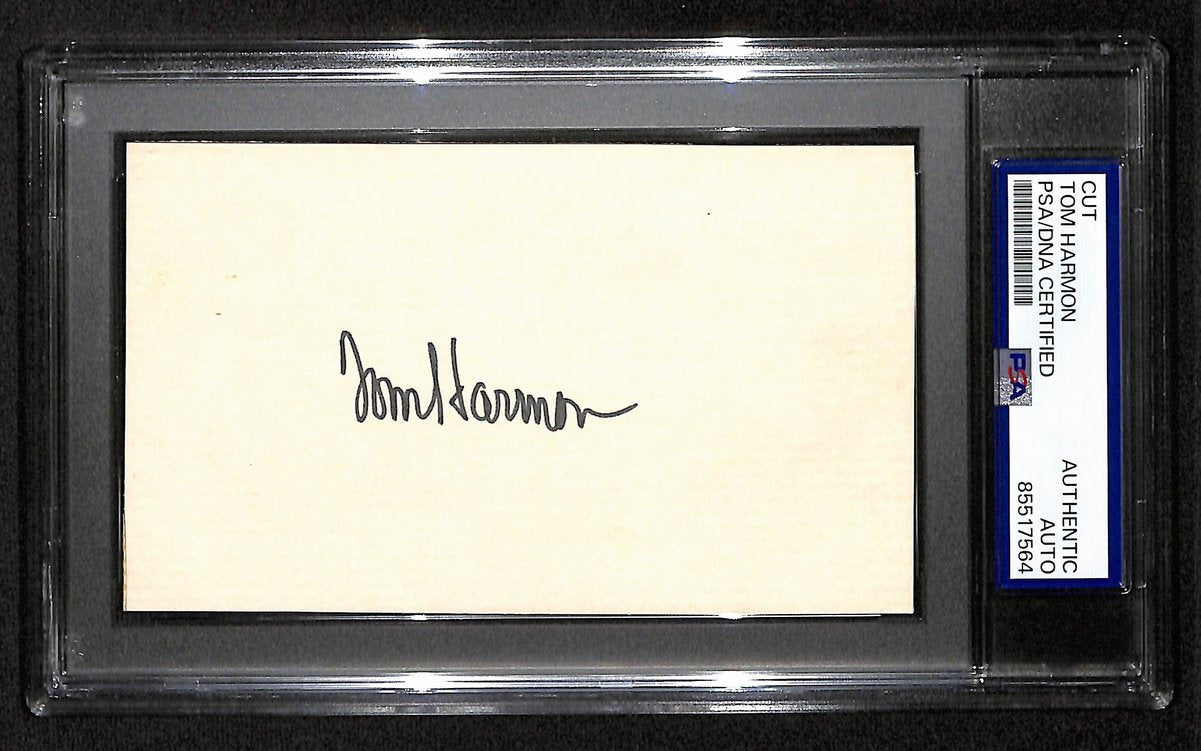 Tom Harmon
CUT
TOM HARMON
PSA/DNA CERTIFIED
PSA
AUTHENTIC
AUTO
85517564